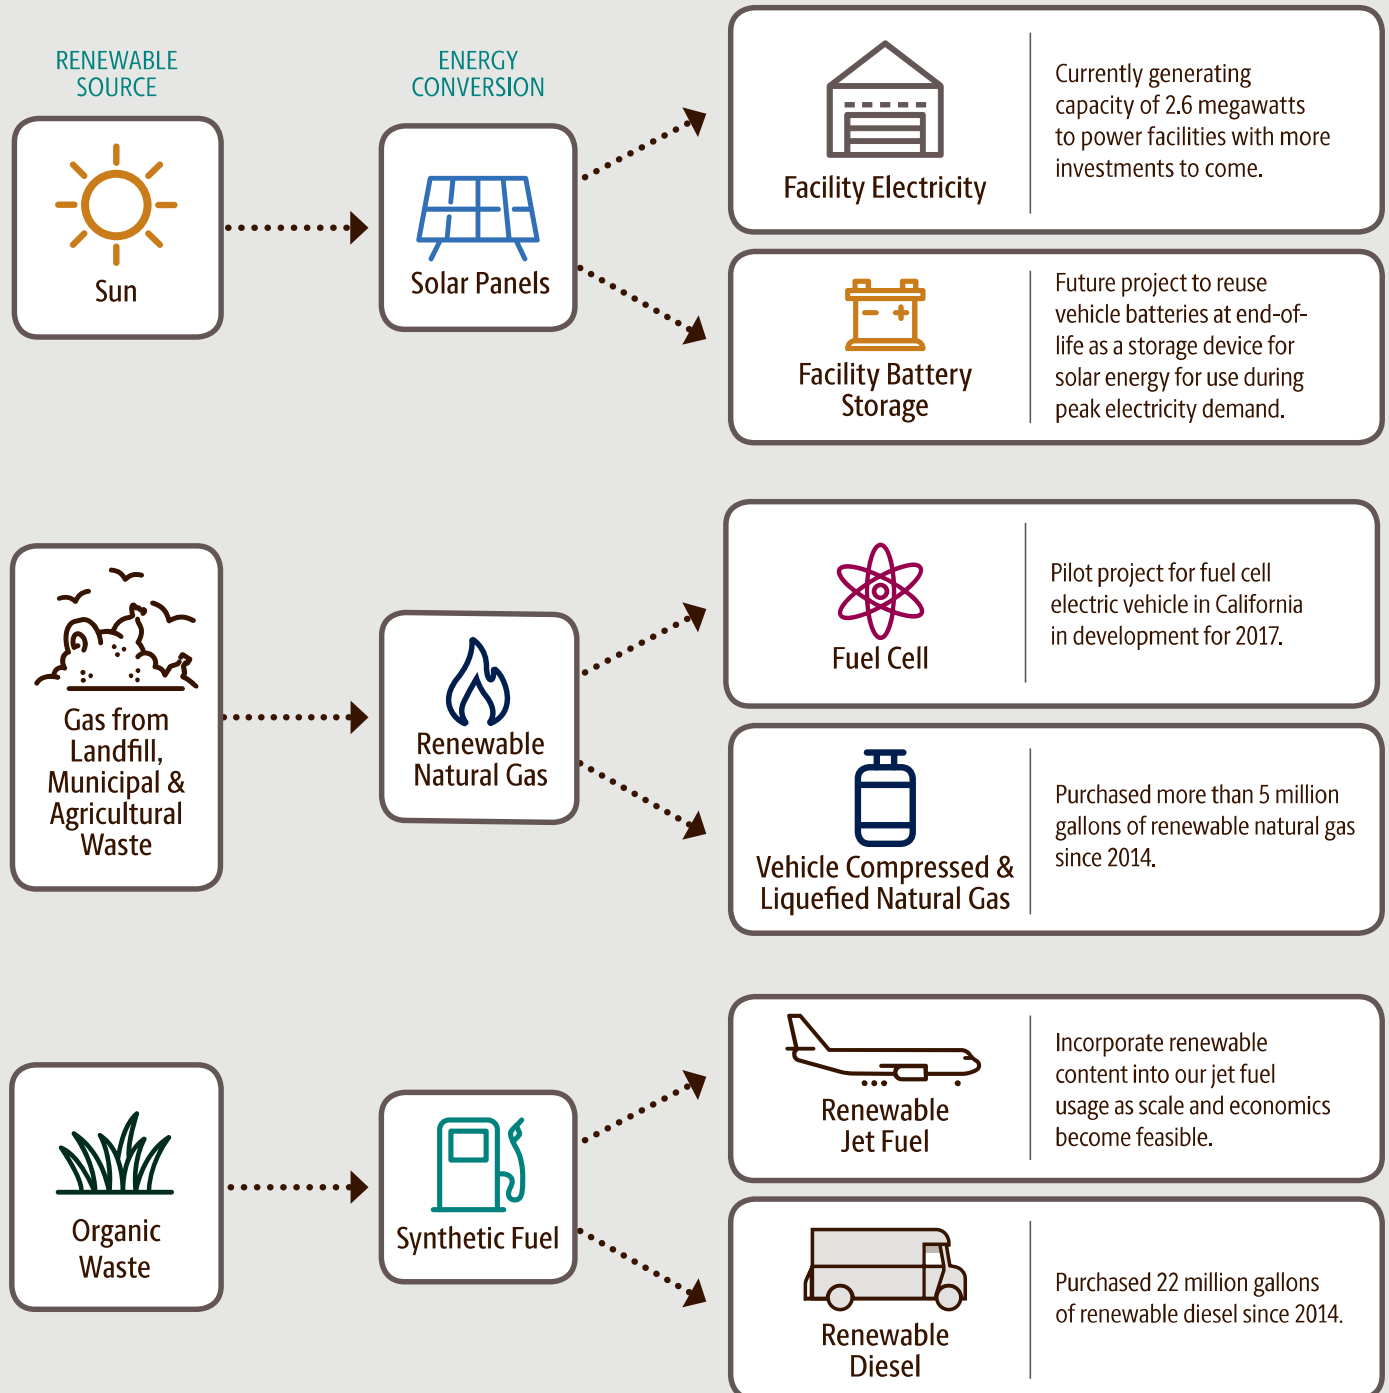 RENEWABLE
SOURCE
ENERGY
CONVERSION
Sun
Solar Panels
Facility Electricity
Currently generating
capacity of 2.6 megawatts
to power facilities with more
investments to come.
Facility Battery
Storage
Future project to reuse
vehicle batteries at end-of-
life as a storage device for
solar energy for use during
peak electricity demand.
Gas from
Landfill,
Municipal &
Agricultural
Waste
Renewable
Natural Gas
Fuel Cell
Pilot project for fuel cell
electric vehicle in California
in development for 2017.
Vehicle Compressed &
Liquefied Natural Gas
Purchased more than 5 million
gallons of renewable natural gas
since 2014.
Organic
Waste
Synthetic Fuel
Renewable
Jet Fuel
Incorporate renewable
content into our jet fuel
usage as scale and economics
become feasible.
Renewable
Diesel
Purchased 22 million gallons
of renewable diesel since 2014.